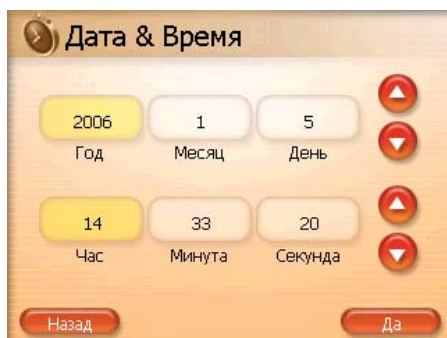 Дата & Время
2006 1 5
Год Месяц День
14 33 20
Час Минута Секунда
Назад Да